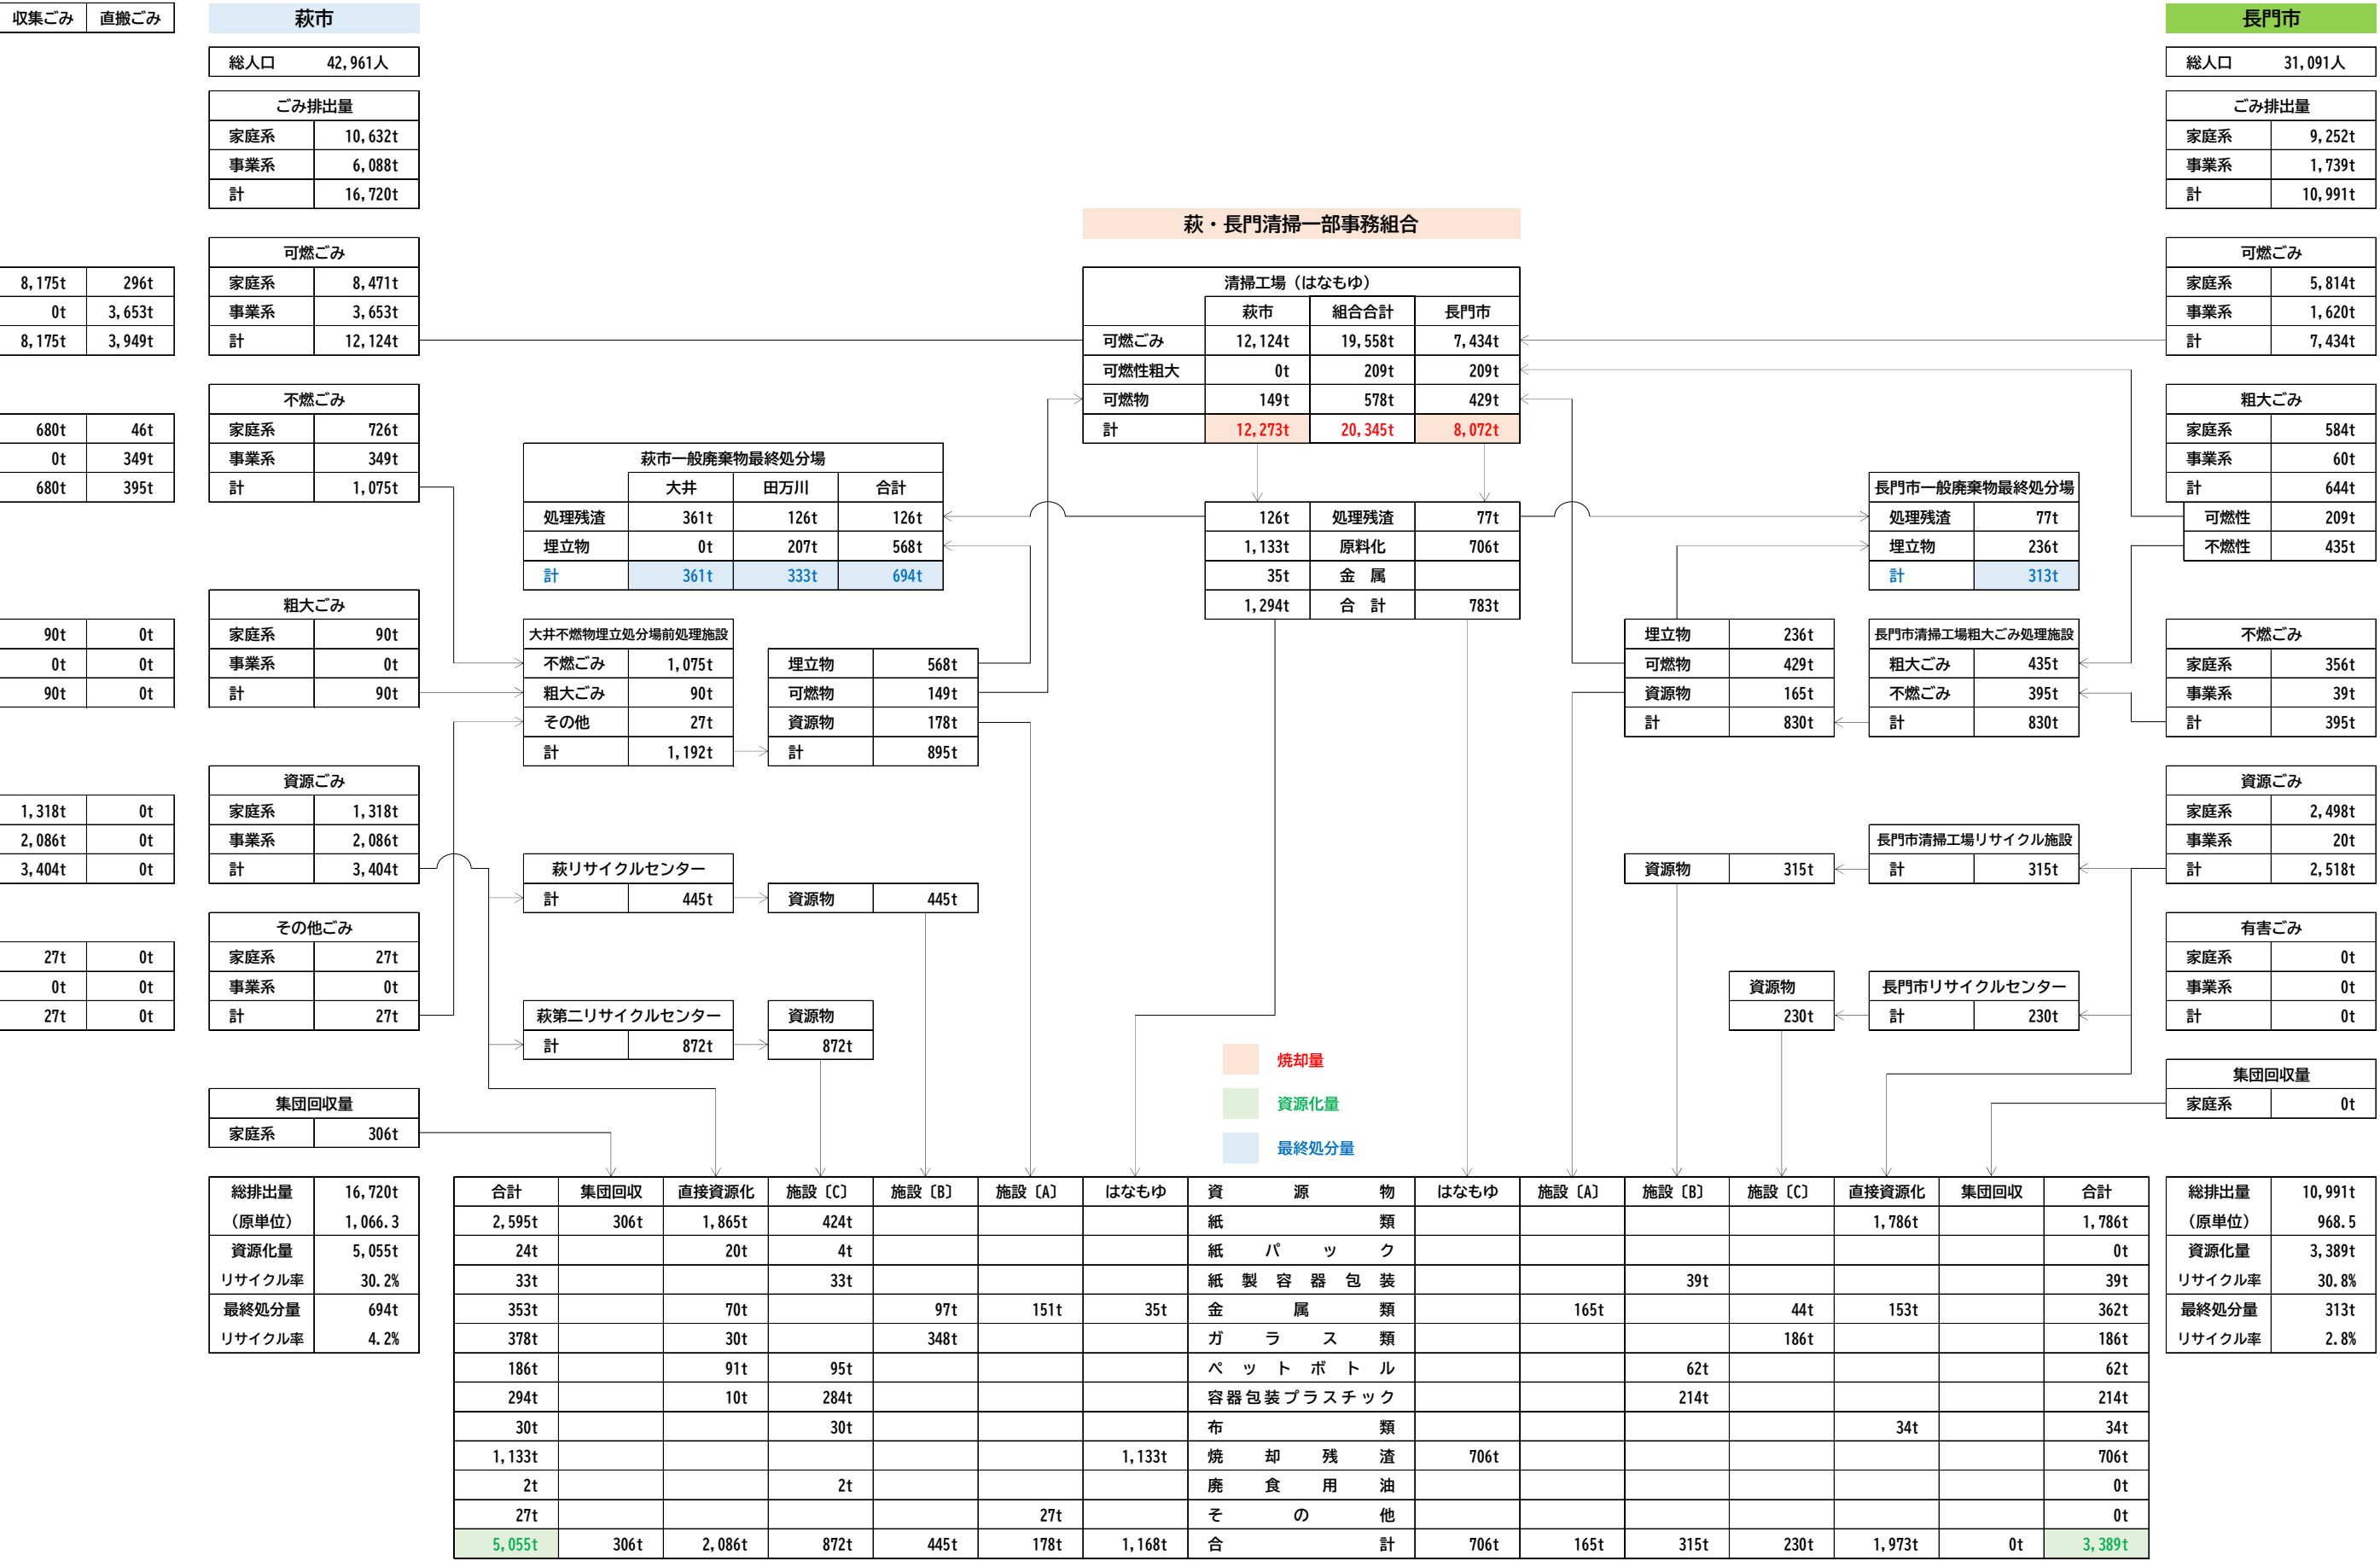 収集ごみ 直搬ごみ
萩市
長門市
総人口 42,961人
総人口 31,091人
ごみ排出量
家庭系 10,632t
事業系 6,088t
計 16,720t
ごみ排出量
家庭系 9,252t
事業系 1,739t
計 10,991t
萩・長門清掃一部事務組合
8,175t 296t
0t 3,653t
8,175t 3,949t
可燃ごみ
家庭系 8,471t
事業系 3,653t
計 12,124t
清掃工場（はなもゆ）
萩市 組合合計 長門市
可燃ごみ 12,124t 19,558t 7,434t
可燃性粗大 0t 209t 209t
可燃物 149t 578t 429t
計 12,273t 20,345t 8,072t
可燃ごみ
家庭系 5,814t
事業系 1,620t
計 7,434t
680t 46t
0t 349t
680t 395t
不燃ごみ
家庭系 726t
事業系 349t
計 1,075t
萩市一般廃棄物最終処分場
大井 田万川 合計
処理残渣 361t 126t 126t
埋立物 0t 207t 568t
計 361t 333t 694t
126t 処理残渣 77t
1,133t 原料化 706t
35t 金 属
1,294t 合 計 783t
長門市一般廃棄物最終処分場
処理残渣 77t
埋立物 236t
計 313t
粗大ごみ
家庭系 584t
事業系 60t
計 644t
可燃性 209t
不燃性 435t
90t 0t
0t 0t
90t 0t
粗大ごみ
家庭系 90t
事業系 0t
計 90t
大井不燃物埋立処分場前処理施設
不燃ごみ 1,075t
粗大ごみ 90t
その他 27t
計 1,192t
埋立物 568t
可燃物 149t
資源物 178t
計 895t
埋立物 236t
可燃物 429t
資源物 165t
計 830t
長門市清掃工場粗大ごみ処理施設
粗大ごみ 435t
不燃ごみ 395t
計 830t
不燃ごみ
家庭系 356t
事業系 39t
計 395t
1,318t 0t
2,086t 0t
3,404t 0t
資源ごみ
家庭系 1,318t
事業系 2,086t
計 3,404t
萩リサイクルセンター
計 445t
資源物 445t
資源物 315t
長門市清掃工場リサイクル施設
計 315t
資源ごみ
家庭系 2,498t
事業系 20t
計 2,518t
27t 0t
0t 0t
27t 0t
その他ごみ
家庭系 27t
事業系 0t
計 27t
萩第二リサイクルセンター
計 872t
資源物
872t
資源物
230t
長門市リサイクルセンター
計 230t
有害ごみ
家庭系 0t
事業系 0t
計 0t
焼却量
資源化量
最終処分量
集団回収量
家庭系 306t
集団回収量
家庭系 0t
総排出量 16,720t
（原単位） 1,066.3
資源化量 5,055t
リサイクル率 30.2%
最終処分量 694t
リサイクル率 4.2%
合計 集団回収 直接資源化 施設〔C〕 施設〔B〕 施設〔A〕 はなもゆ 資源物 はなもゆ 施設〔A〕 施設〔B〕 施設〔C〕 直接資源化 集団回収 合計
2,595t 306t 1,865t 424t 紙類 1,786t 1,786t
24t 20t 4t 紙パック 0t
33t 33t 紙製容器包装 39t 39t
353t 70t 97t 151t 35t 金属類 165t 44t 153t 362t
378t 30t 348t ガラス類 186t 186t
186t 91t 95t ペットボトル 62t 62t
294t 10t 284t 容器包装プラスチック 214t 214t
30t 30t 布類 34t 34t
1,133t 1,133t 焼却残渣 706t 706t
2t 2t 廃食用油 0t
27t 27t その他 0t
5,055t 306t 2,086t 872t 445t 178t 1,168t 合計 706t 165t 315t 230t 1,973t 0t 3,389t
総排出量 10,991t
（原単位） 968.5
資源化量 3,389t
リサイクル率 30.8%
最終処分量 313t
リサイクル率 2.8%